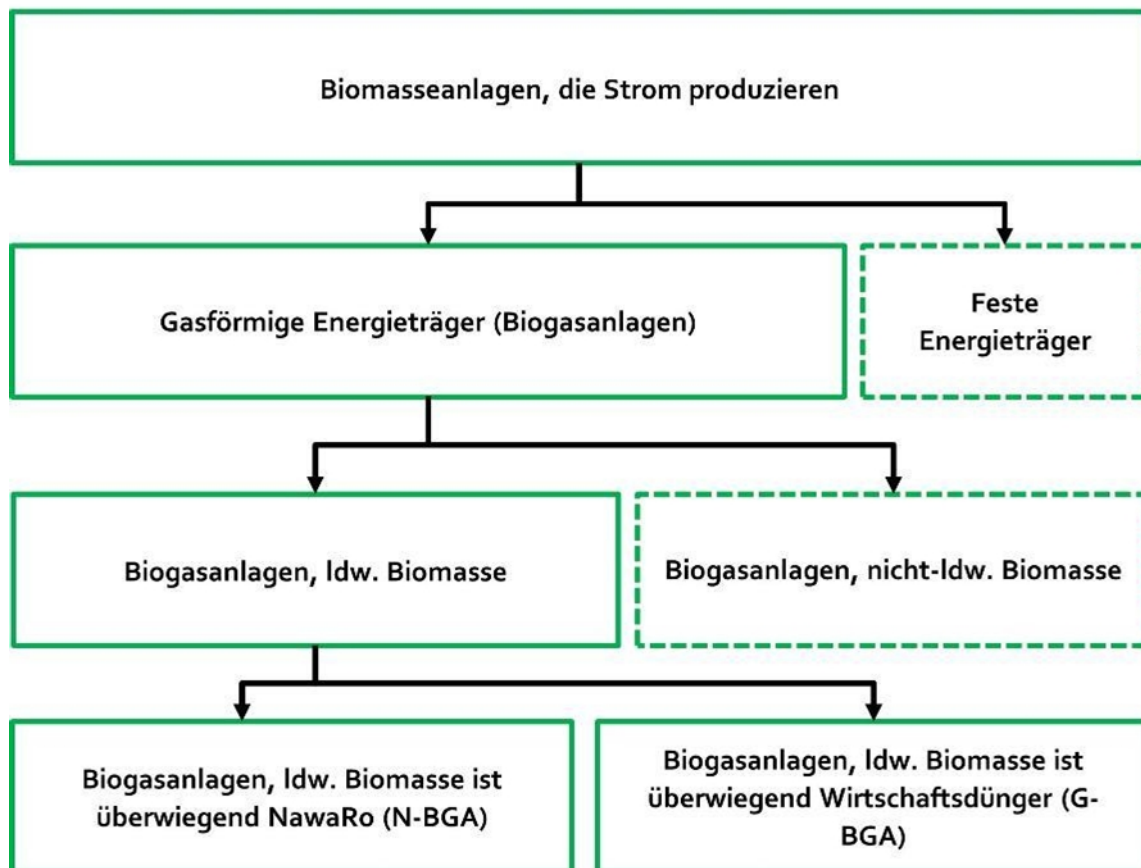 Biomasseanlagen, die Strom produzieren
Gasförmige Energieträger (Biogasanlagen)
Feste
Energieträger
Biogasanlagen, ldw. Biomasse
Biogasanlagen, nicht-ldw. Biomasse
Biogasanlagen, ldw. Biomasse ist
überwiegend NawaRo (N-BGA)
Biogasanlagen, ldw. Biomasse ist
überwiegend Wirtschaftsdünger (G-
BGA)